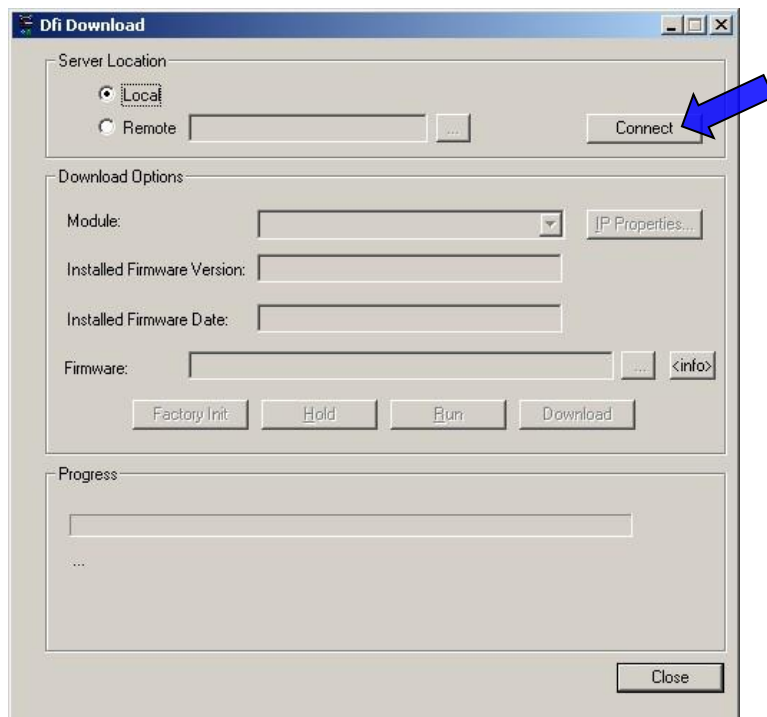 Dfi Download
Server Location
Local
Remote ... Connect
Download Options
Module: IP Properties...
Installed Firmware Version:
Installed Firmware Date:
Firmware: ... <info>
Factory Init Hold Run Download
Progress
...
Close